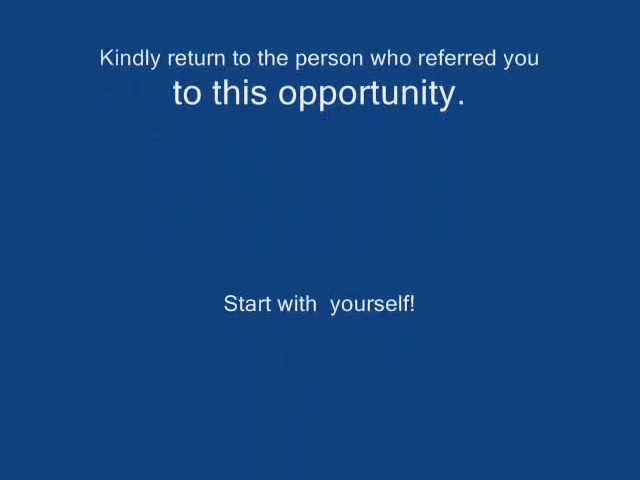 Kindly return to the person who referred you
to this opportunity.
Start with  yourself!